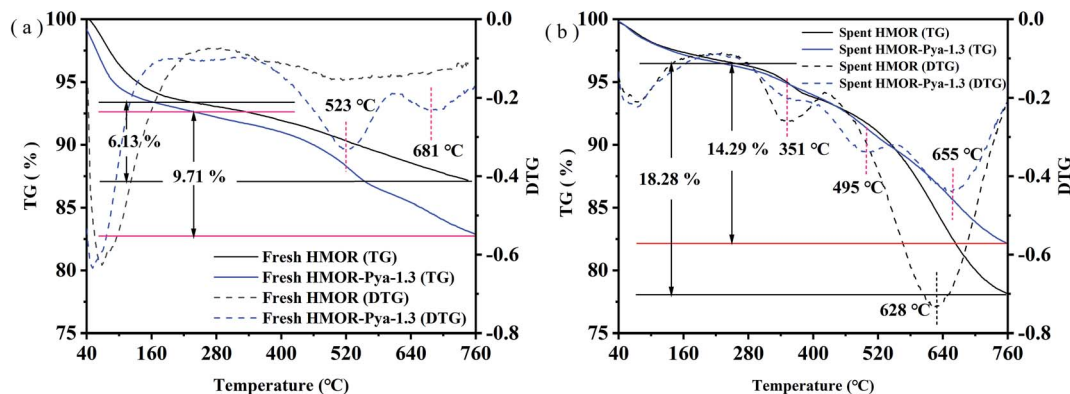 ( a )
100
95
90
85
80
75
TG ( % )
0.0
-0.2
-0.4
-0.6
-0.8
DTG
40
160
280
400
520
640
760
Temperature (°C)
6.13 %
9.71 %
523 °C
681 °C
Fresh HMOR (TG)
Fresh HMOR-Pya-1.3 (TG)
Fresh HMOR (DTG)
Fresh HMOR-Pya-1.3 (DTG)
( b )
100
95
90
85
80
75
TG ( % )
0.0
-0.2
-0.4
-0.6
-0.8
DTG
40
160
280
400
520
640
760
Temperature (°C)
Spent HMOR (TG)
Spent HMOR-Pya-1.3 (TG)
Spent HMOR (DTG)
Spent HMOR-Pya-1.3 (DTG)
351 °C
14.29 %
18.28 %
495 °C
655 °C
628 °C